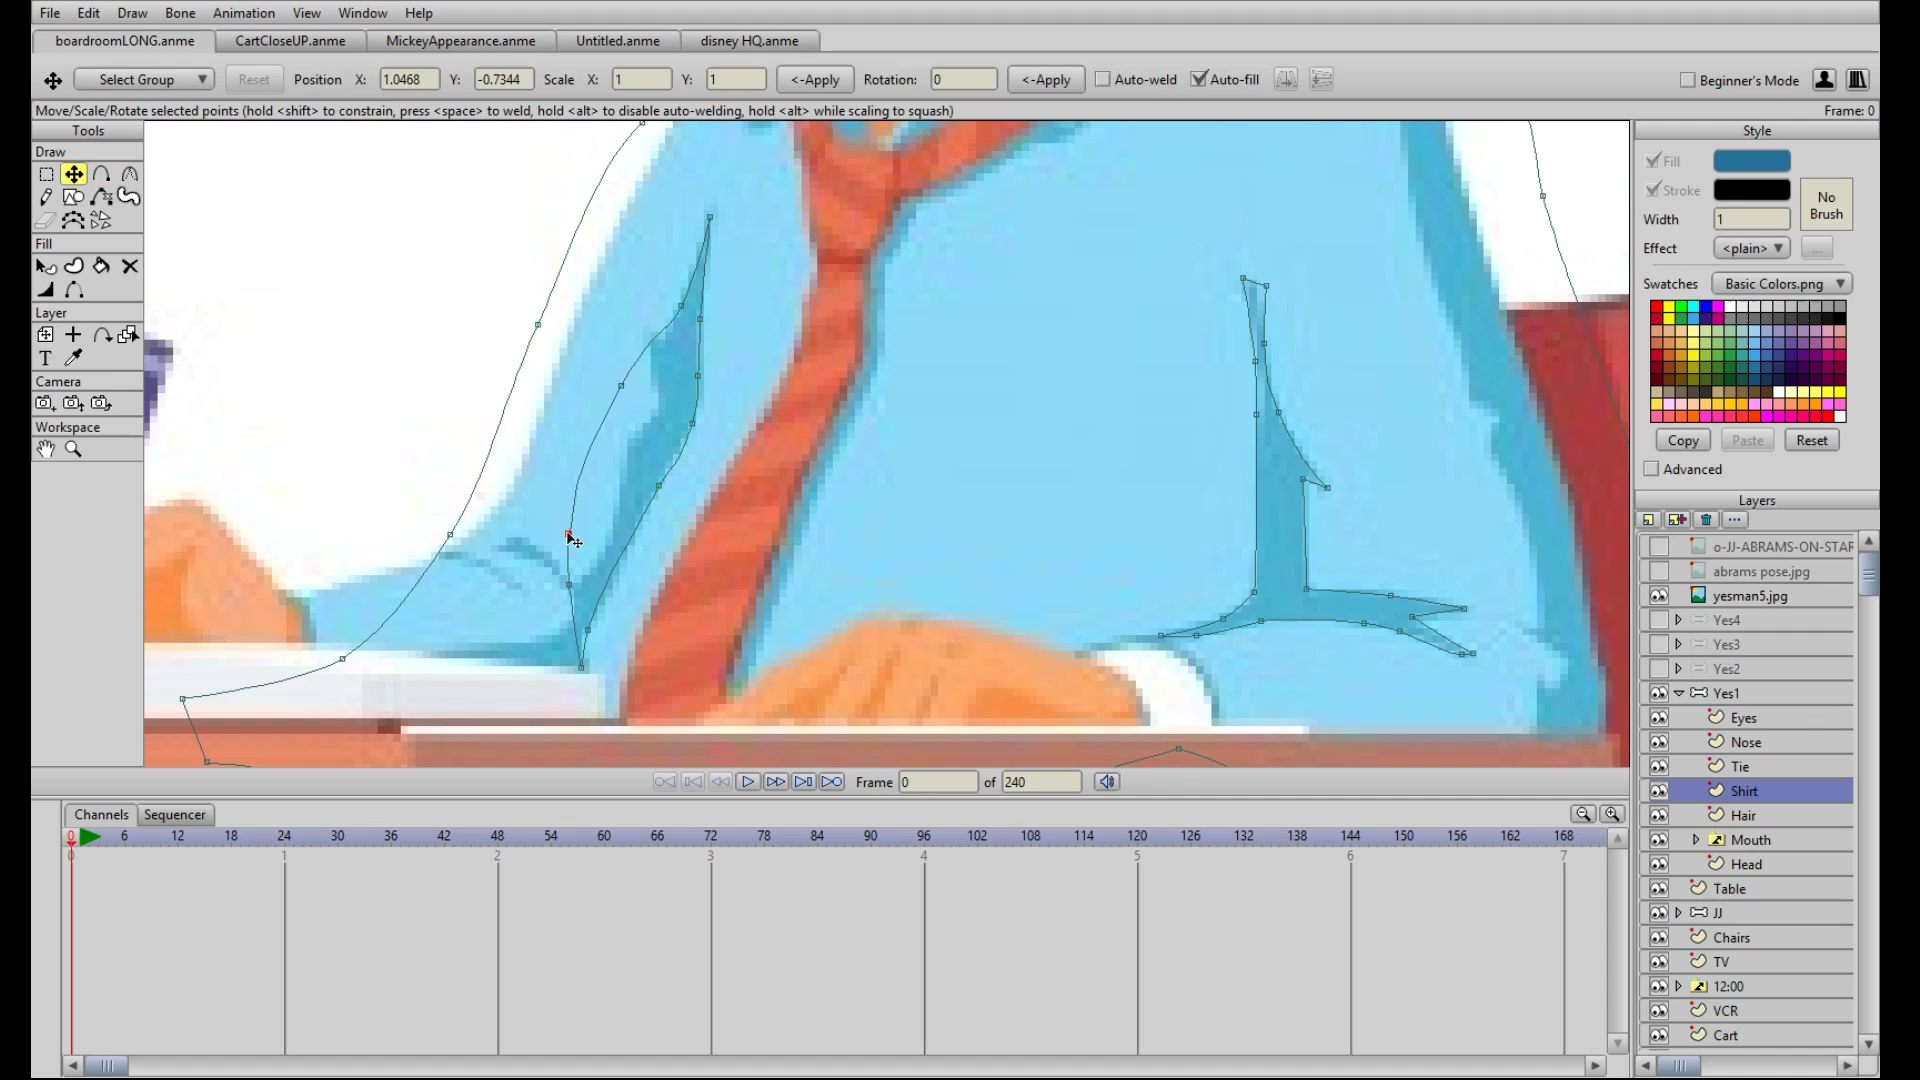 File Edit Draw Bone Animation View Window Help
boardroomLONG.anme CartCloseUP.anme MickeyAppearance.anme Untitled.anme disney HQ.anme
Select Group Reset Position X: 1.0468 Y: -0.7344 Scale X: 1 Y: 1 <-Apply Rotation: 0 <-Apply Auto-weld Auto-fill Beginner's Mode
Move/Scale/Rotate selected points (hold <shift> to constrain, press <space> to weld, hold <alt> to disable auto-welding, hold <alt> while scaling to squash) Frame: 0
Tools
Draw
Fill
Layer
T
Camera
Workspace
Style
Fill
Stroke
No Brush
Width 1
Effect <plain> ...
Swatches Basic Colors.png
Copy Paste Reset
Advanced
Layers
...
o-JJ-ABRAMS-ON-STAR
abrams pose.jpg
yesman5.jpg
Yes4
Yes3
Yes2
Yes1
Eyes
Nose
Tie
Shirt
Hair
Mouth
Head
Table
JJ
Chairs
TV
12:00
VCR
Cart
Frame 0 of 240
Channels Sequencer
0 6 12 18 24 30 36 42 48 54 60 66 72 78 84 90 96 102 108 114 120 126 132 138 144 150 156 162 168
0 1 2 3 4 5 6 7